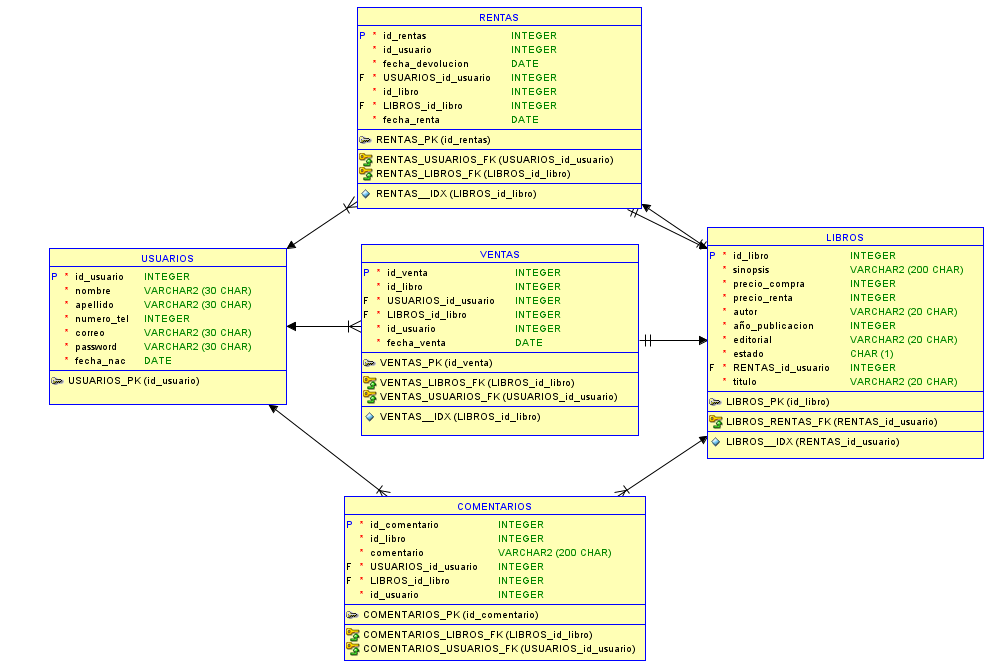 RENTAS
P * id_rentas INTEGER
* id_usuario INTEGER
* fecha_devolucion DATE
F * USUARIOS_id_usuario INTEGER
* id_libro INTEGER
F * LIBROS_id_libro INTEGER
* fecha_renta DATE
RENTAS_PK (id_rentas)
RENTAS_USUARIOS_FK (USUARIOS_id_usuario)
RENTAS_LIBROS_FK (LIBROS_id_libro)
RENTAS__IDX (LIBROS_id_libro)
USUARIOS
P * id_usuario INTEGER
* nombre VARCHAR2 (30 CHAR)
* apellido VARCHAR2 (30 CHAR)
* numero_tel INTEGER
* correo VARCHAR2 (30 CHAR)
* password VARCHAR2 (30 CHAR)
* fecha_nac DATE
USUARIOS_PK (id_usuario)
VENTAS
P * id_venta INTEGER
* id_libro INTEGER
F * USUARIOS_id_usuario INTEGER
F * LIBROS_id_libro INTEGER
* id_usuario INTEGER
* fecha_venta DATE
VENTAS_PK (id_venta)
VENTAS_LIBROS_FK (LIBROS_id_libro)
VENTAS_USUARIOS_FK (USUARIOS_id_usuario)
VENTAS__IDX (LIBROS_id_libro)
LIBROS
P * id_libro INTEGER
* sinopsis VARCHAR2 (200 CHAR)
* precio_compra INTEGER
* precio_renta INTEGER
* autor VARCHAR2 (20 CHAR)
* año_publicacion INTEGER
* editorial VARCHAR2 (20 CHAR)
* estado CHAR (1)
F * RENTAS_id_usuario INTEGER
* titulo VARCHAR2 (20 CHAR)
LIBROS_PK (id_libro)
LIBROS_RENTAS_FK (RENTAS_id_usuario)
LIBROS__IDX (RENTAS_id_usuario)
COMENTARIOS
P * id_comentario INTEGER
* id_libro INTEGER
* comentario VARCHAR2 (200 CHAR)
F * USUARIOS_id_usuario INTEGER
F * LIBROS_id_libro INTEGER
* id_usuario INTEGER
COMENTARIOS_PK (id_comentario)
COMENTARIOS_LIBROS_FK (LIBROS_id_libro)
COMENTARIOS_USUARIOS_FK (USUARIOS_id_usuario)